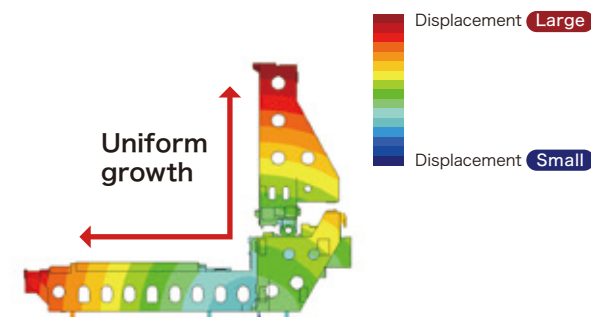 Displacement Large
Uniform
growth
Displacement Small